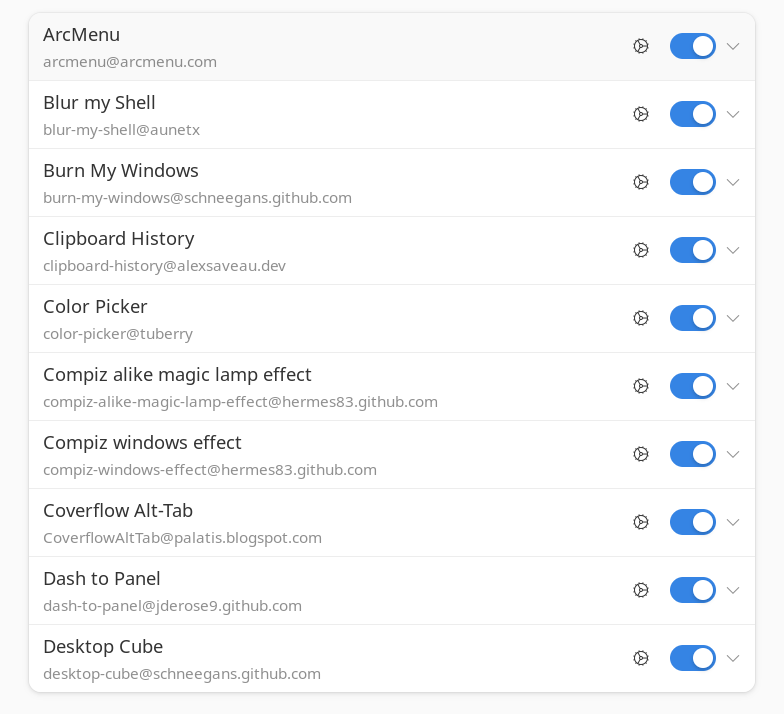 ArcMenu
arcmenu@arcmenu.com
Blur my Shell
blur-my-shell@aunetx
Burn My Windows
burn-my-windows@schneegans.github.com
Clipboard History
clipboard-history@alexsaveau.dev
Color Picker
color-picker@tuberry
Compiz alike magic lamp effect
compiz-alike-magic-lamp-effect@hermes83.github.com
Compiz windows effect
compiz-windows-effect@hermes83.github.com
Coverflow Alt-Tab
CoverflowAltTab@palatis.blogspot.com
Dash to Panel
dash-to-panel@jderose9.github.com
Desktop Cube
desktop-cube@schneegans.github.com